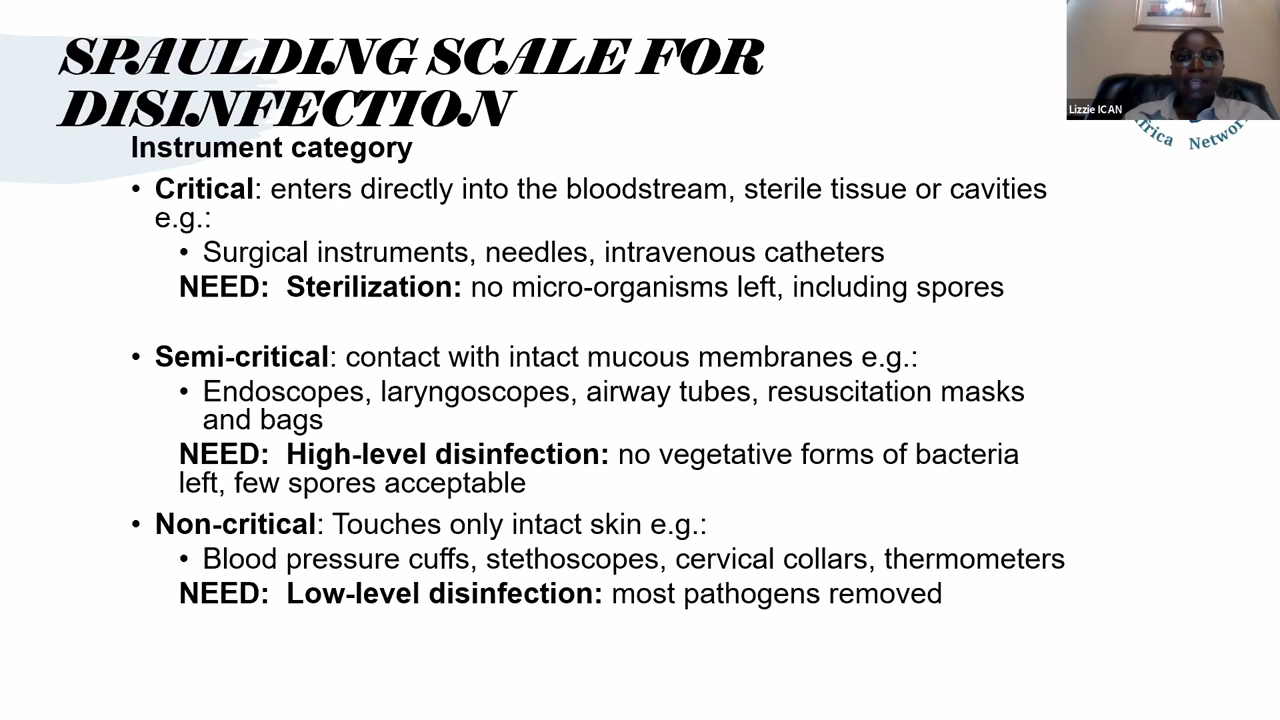 SPAULDING SCALE FOR
DISINFECTION
Instrument category
• Critical: enters directly into the bloodstream, sterile tissue or cavities
e.g.:
• Surgical instruments, needles, intravenous catheters
NEED: Sterilization: no micro-organisms left, including spores
• Semi-critical: contact with intact mucous membranes e.g.:
• Endoscopes, laryngoscopes, airway tubes, resuscitation masks
and bags
NEED: High-level disinfection: no vegetative forms of bacteria
left, few spores acceptable
• Non-critical: Touches only intact skin e.g.:
• Blood pressure cuffs, stethoscopes, cervical collars, thermometers
NEED: Low-level disinfection: most pathogens removed
Lizzie ICAN